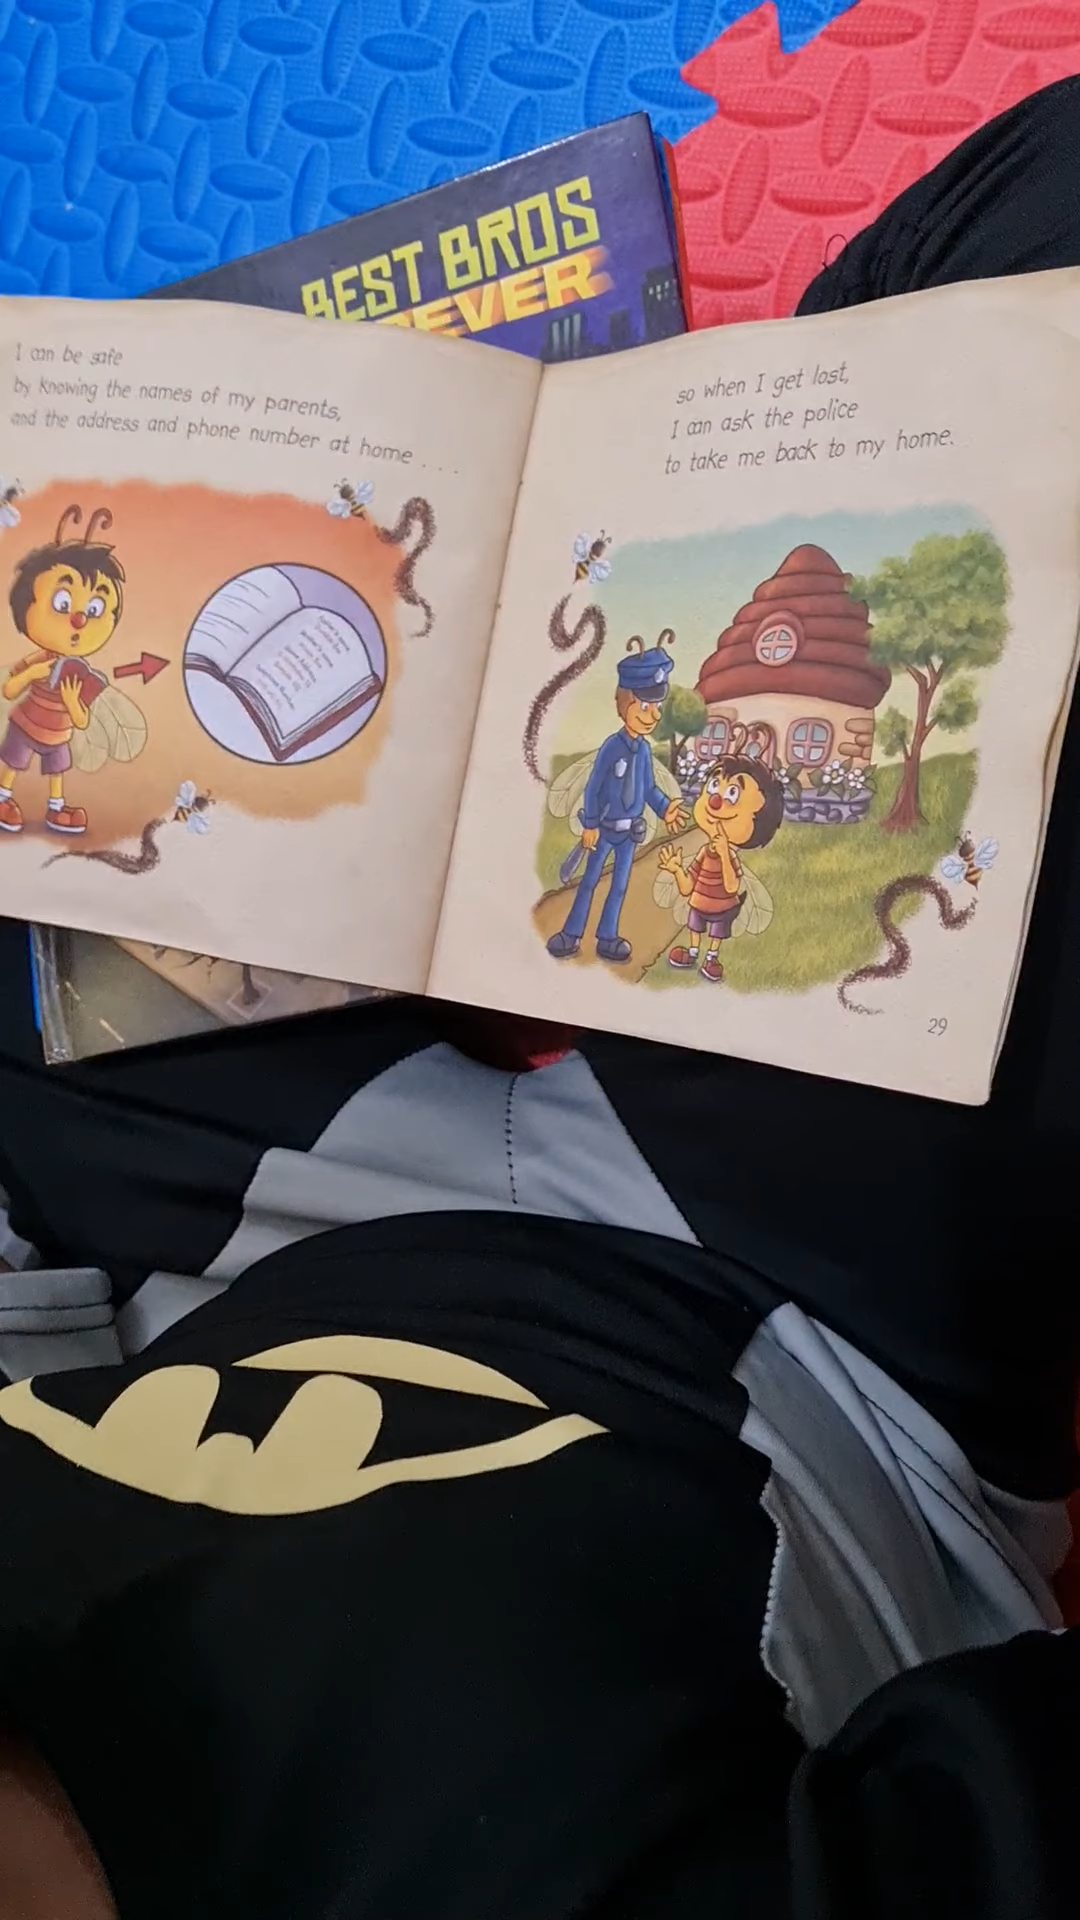 BEST BROS
EVER
I can be safe
by knowing the names of my parents,
and the address and phone number at home . . . .
so when I get lost,
I can ask the police
to take me back to my home.
29